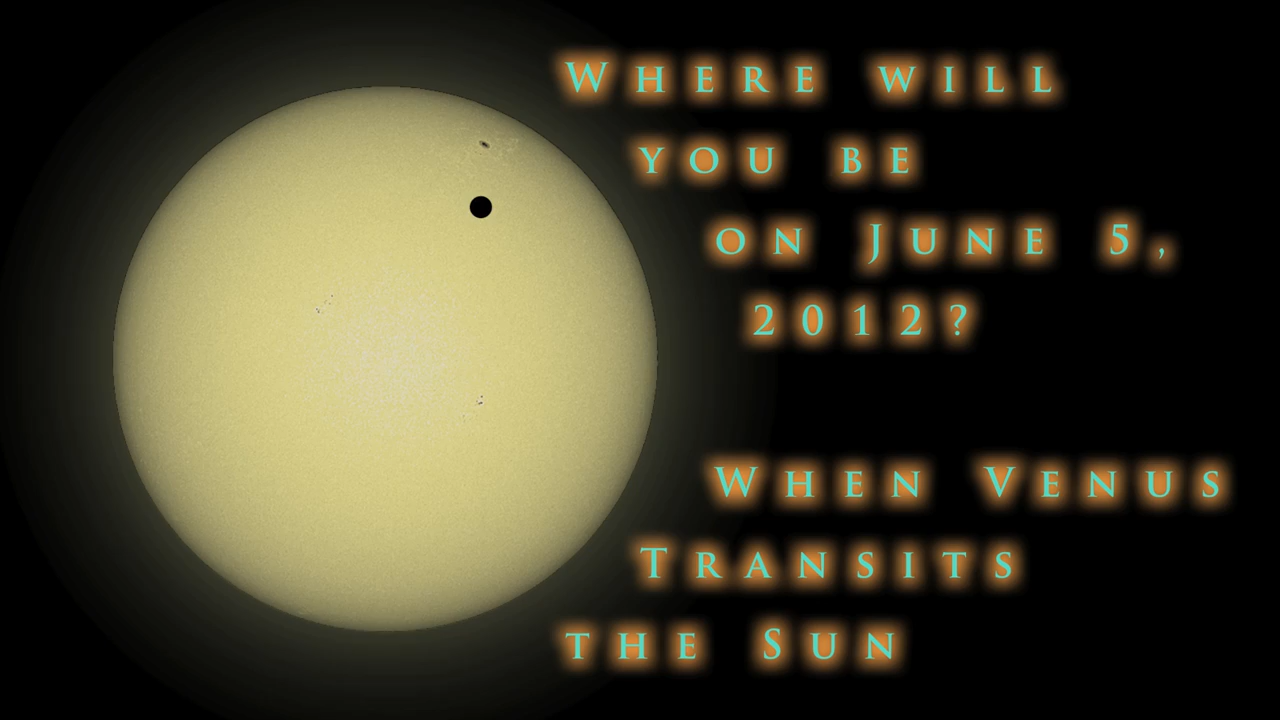 Where will
you be
on June 5,
2012?
When Venus
Transits
the Sun